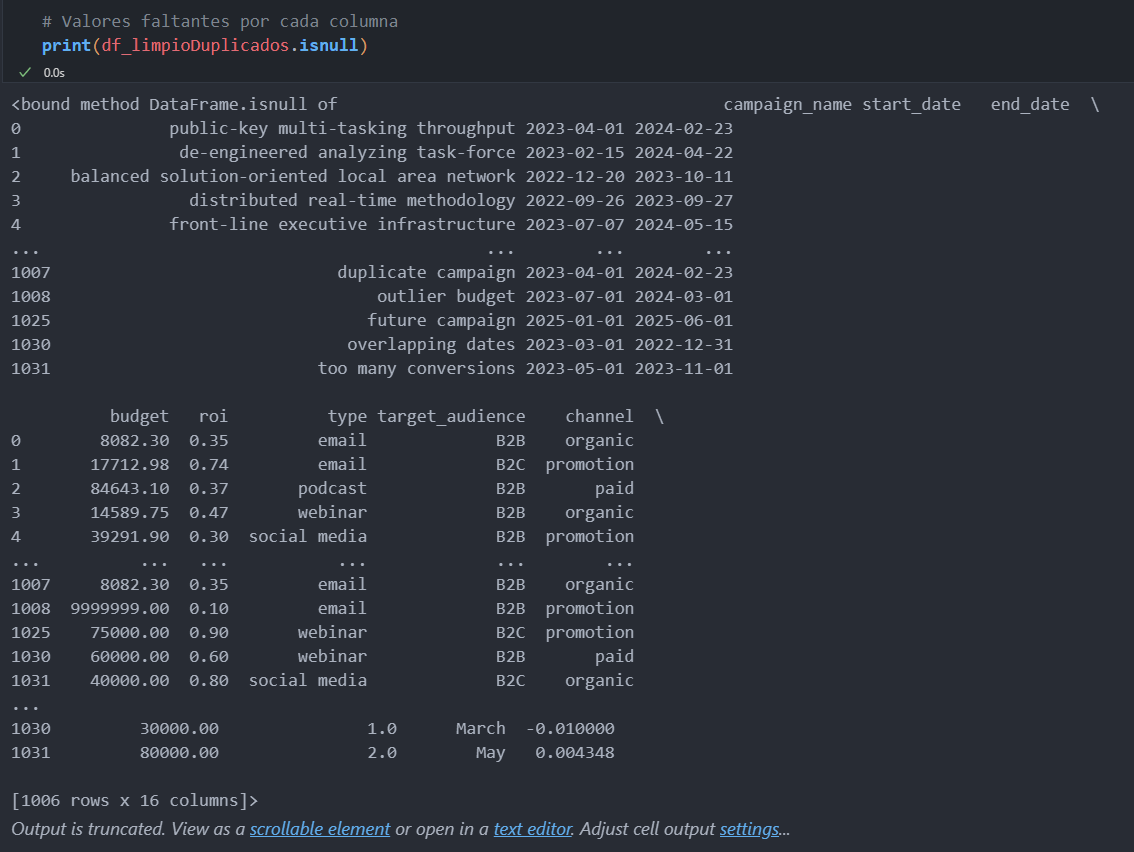 # Valores faltantes por cada columna
print(df_limpioDuplicados.isnull)
0.0s
<bound method DataFrame.isnull of                                       campaign_name start_date   end_date  \
0               public-key multi-tasking throughput 2023-04-01 2024-02-23
1                de-engineered analyzing task-force 2023-02-15 2024-04-22
2     balanced solution-oriented local area network 2022-12-20 2023-10-11
3                 distributed real-time methodology 2022-09-26 2023-09-27
4               front-line executive infrastructure 2023-07-07 2024-05-15
...                                             ...        ...        ...
1007                             duplicate campaign 2023-04-01 2024-02-23
1008                                 outlier budget 2023-07-01 2024-03-01
1025                                future campaign 2025-01-01 2025-06-01
1030                              overlapping dates 2023-03-01 2022-12-31
1031                           too many conversions 2023-05-01 2023-11-01
          budget   roi          type target_audience    channel  \
0        8082.30  0.35         email             B2B    organic
1       17712.98  0.74         email             B2C  promotion
2       84643.10  0.37       podcast             B2B       paid
3       14589.75  0.47       webinar             B2B    organic
4       39291.90  0.30  social media             B2B  promotion
...          ...   ...           ...             ...        ...
1007     8082.30  0.35         email             B2B    organic
1008  9999999.00  0.10         email             B2B  promotion
1025    75000.00  0.90       webinar             B2C  promotion
1030    60000.00  0.60       webinar             B2B       paid
1031    40000.00  0.80  social media             B2C    organic
...
1030         30000.00               1.0      March  -0.010000
1031         80000.00               2.0        May   0.004348
[1006 rows x 16 columns]>
Output is truncated. View as a scrollable element or open in a text editor. Adjust cell output settings...